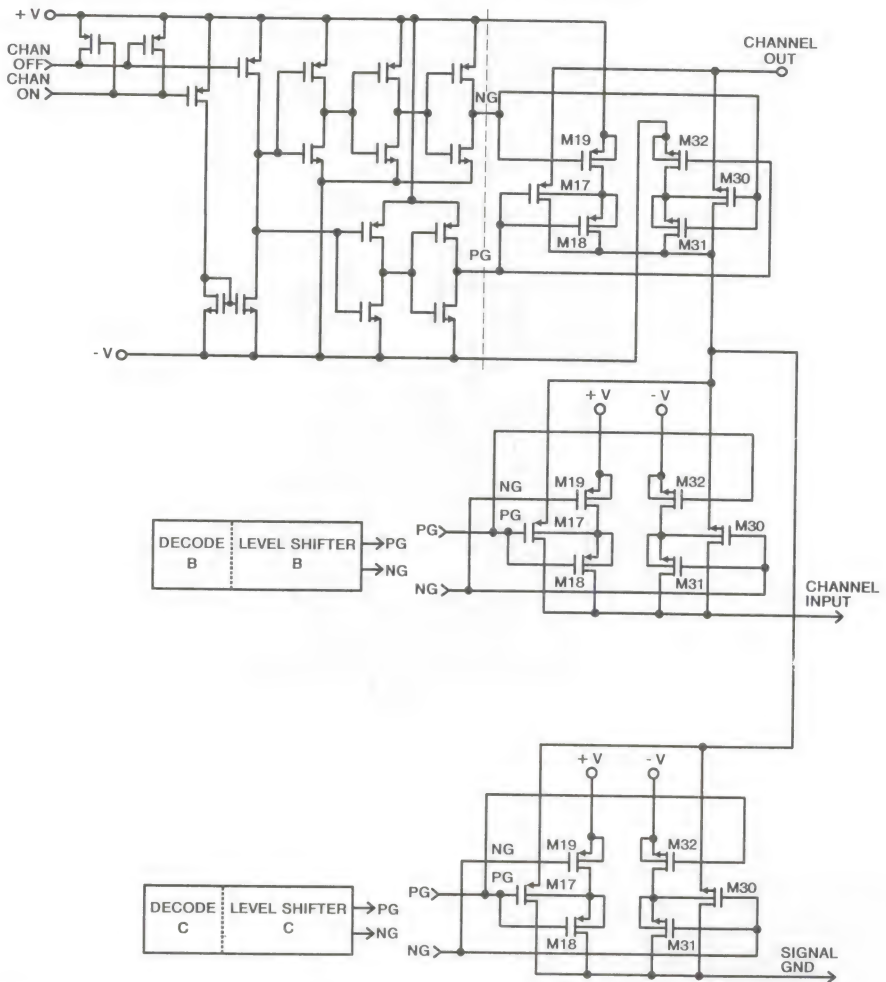 + V
CHAN
OFF
CHAN
ON
- V
NG
PG
CHANNEL
OUT
M19
M32
M17
M30
M18
M31
+ V
- V
M19
M32
NG
PG
PG
M17
M30
M18
M31
NG
DECODE
B
LEVEL SHIFTER
B
PG
NG
CHANNEL
INPUT
+ V
- V
M19
M32
NG
PG
PG
M17
M30
M18
M31
NG
DECODE
C
LEVEL SHIFTER
C
PG
NG
SIGNAL
GND